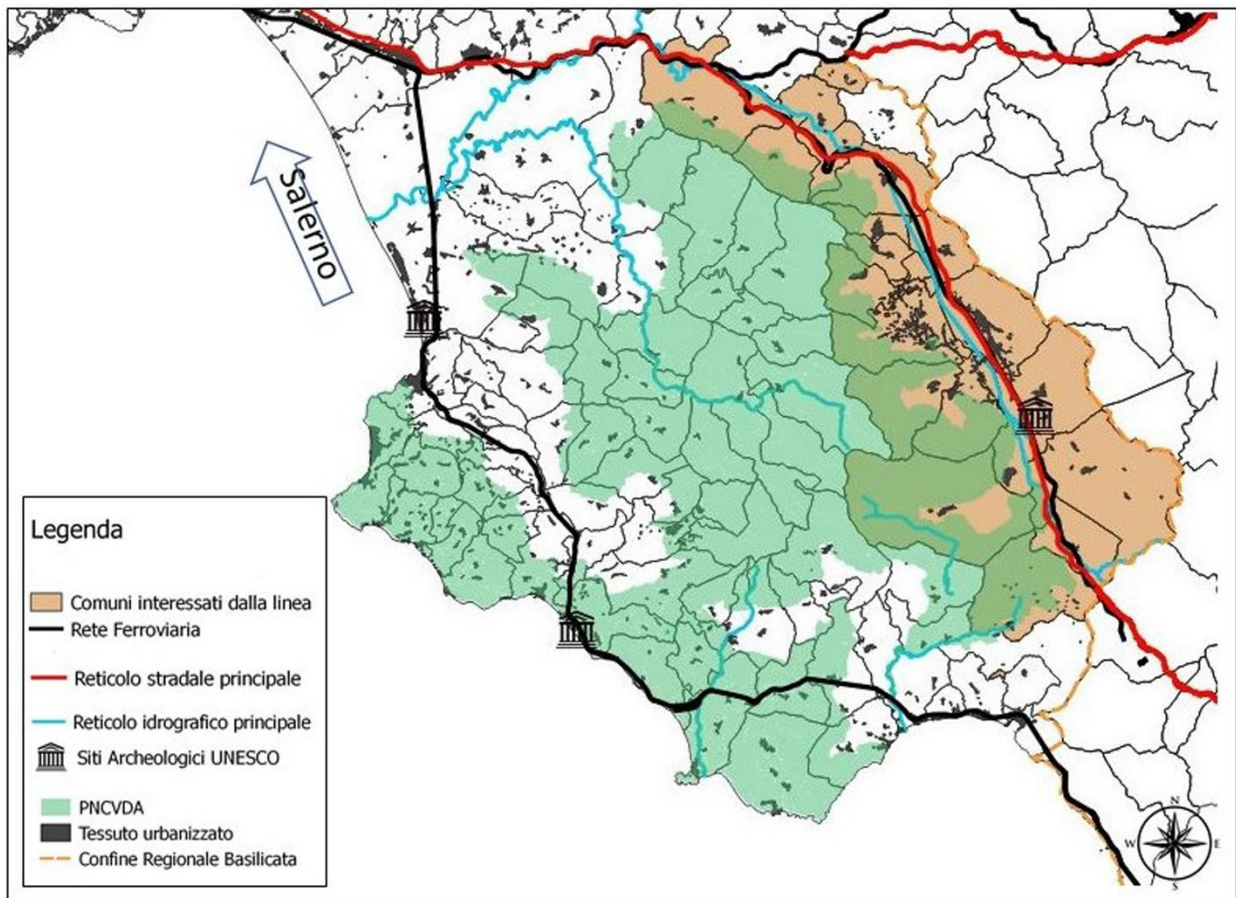 Salerno
Legenda
Comuni interessati dalla linea
Rete Ferroviaria
Reticolo stradale principale
Reticolo idrografico principale
Siti Archeologici UNESCO
PNCVDA
Tessuto urbanizzato
Confine Regionale Basilicata
N
W E
S